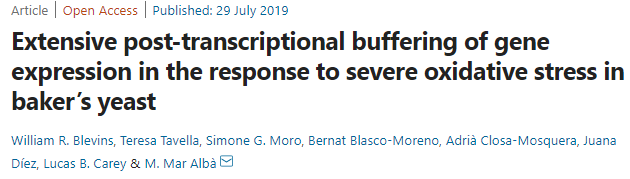 Article | Open Access | Published: 29 July 2019
Extensive post-transcriptional buffering of gene
expression in the response to severe oxidative stress in
baker’s yeast
William R. Blevins, Teresa Tavella, Simone G. Moro, Bernat Blasco-Moreno, Adrià Closa-Mosquera, Juana
Díez, Lucas B. Carey & M. Mar Albà